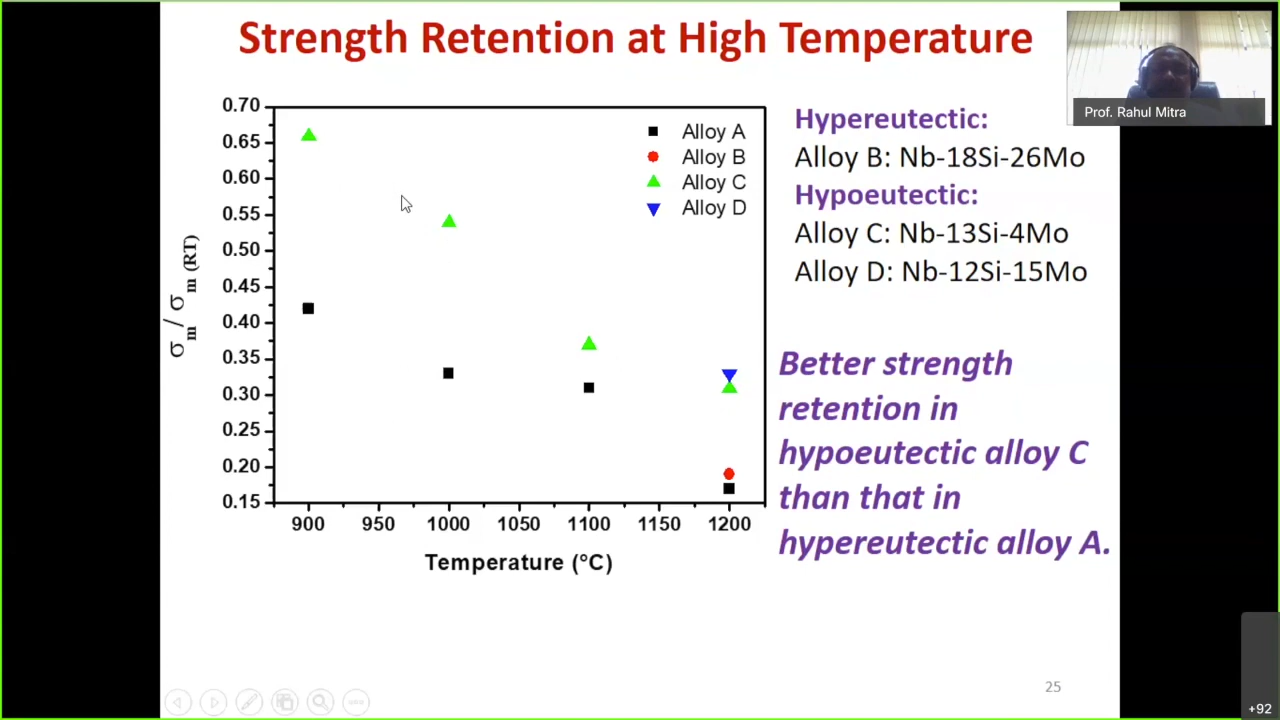 Strength Retention at High Temperature
Prof. Rahul Mitra
0.70
0.65
0.60
0.55
0.50
0.45
0.40
0.35
0.30
0.25
0.20
0.15
σm / σm (RT)
Alloy A
Alloy B
Alloy C
Alloy D
900 950 1000 1050 1100 1150 1200
Temperature (°C)
Hypereutectic:
Alloy B: Nb-18Si-26Mo
Hypoeutectic:
Alloy C: Nb-13Si-4Mo
Alloy D: Nb-12Si-15Mo
Better strength
retention in
hypoeutectic alloy C
than that in
hypereutectic alloy A.
25
+92